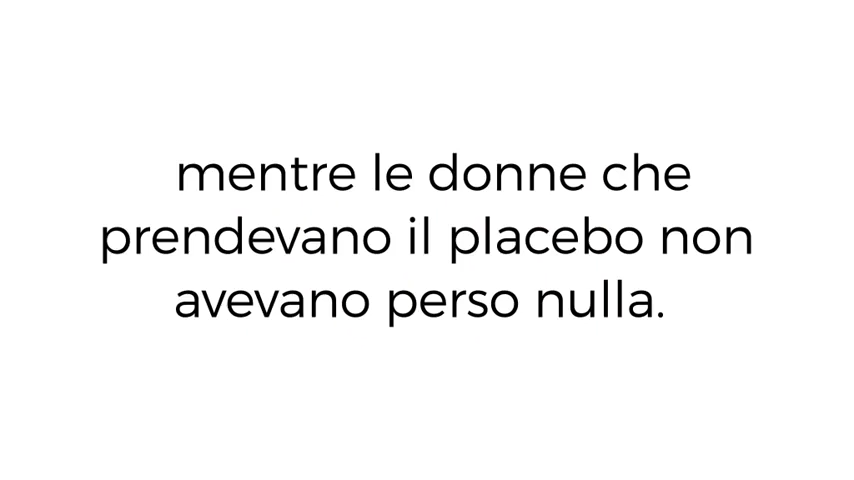 mentre le donne che
prendevano il placebo non
avevano perso nulla.